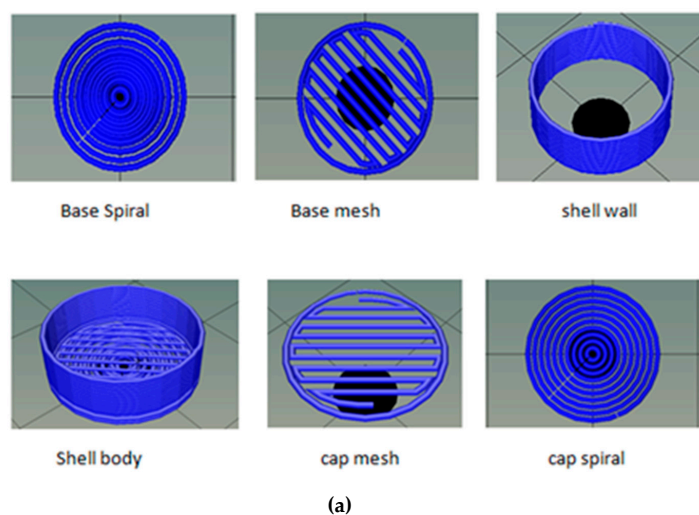 Base Spiral
Base mesh
shell wall
Shell body
cap mesh
cap spiral
(a)